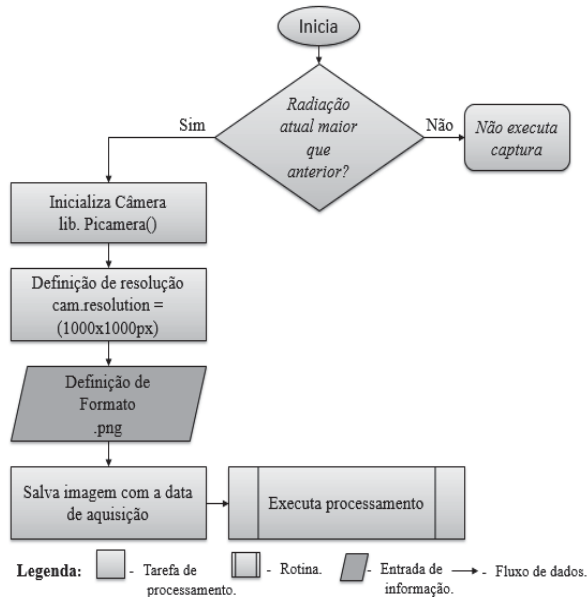 Inicia
Radiação
atual maior
que
anterior?
Sim
Não
Não executa
captura
Inicializa Câmera
lib. Picamera()
Definição de resolução
cam.resolution =
(1000x1000px)
Definição de
Formato
.png
Salva imagem com a data
de aquisição
Executa processamento
Legenda:
- Tarefa de
processamento.
- Rotina.
- Entrada de
informação.
- Fluxo de dados.